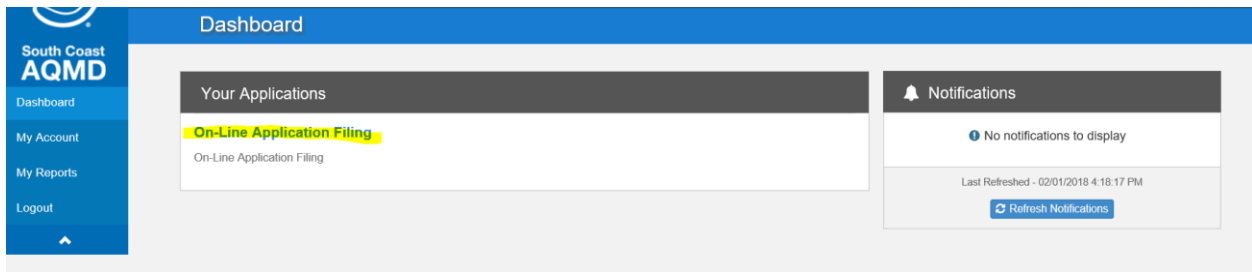 Dashboard
South Coast
AQMD
Dashboard
My Account
My Reports
Logout
Your Applications
On-Line Application Filing
On-Line Application Filing
Notifications
No notifications to display
Last Refreshed - 02/01/2018 4:18:17 PM
Refresh Notifications